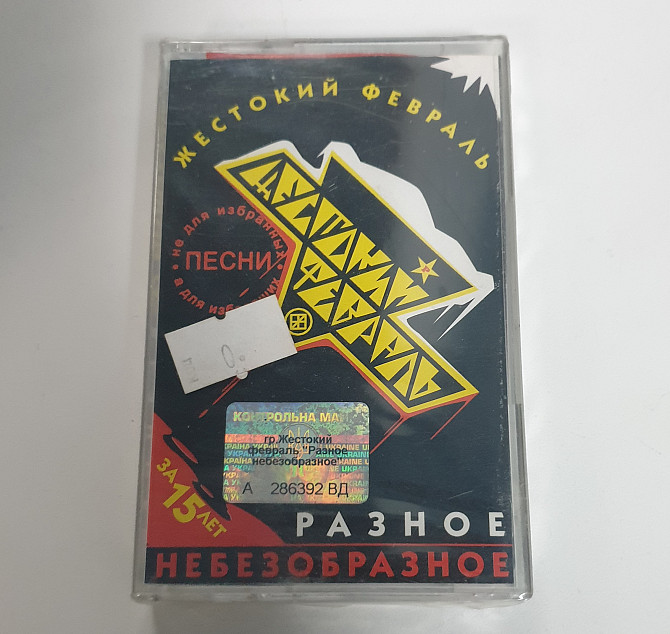 ЖЕСТОКИЙ ФЕВРАЛЬ
ЖЕСТОКИЙ
ФЕВРАЛЬ
не для избранных
ПЕСНИ
а для
КОНТРОЛЬНА МА
гр Жестокий
февраль "Разное
небезобразное"
А 286392 ВД
ЗА 15 ЛЕТ
РАЗНОЕ
НЕБЕЗОБРАЗНОЕ